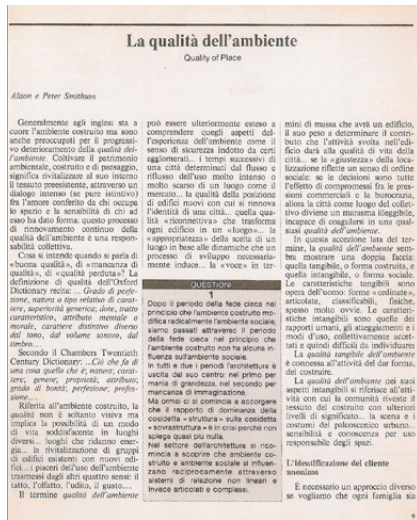 La qualità dell'ambiente
Quality of Place
Alison e Peter Smithson
Generalmente agli inglesi sta a
cuore l'ambiente costruito ma sono
anche preoccupati per il progressi-
vo deterioramento della qualità del-
l'ambiente. Coltivare il patrimonio
ambientale, costruito e di paesaggio,
significa rivitalizzare al suo interno
il tessuto preesistente, attraverso un
dialogo intenso (se pure istintivo)
fra l'amore conferito da chi occupa
lo spazio e la sensibilità di chi ad
esso ha dato forma: questo processo
di rinnovamento continuo della
qualità dell'ambiente è una respon-
sabilità collettiva.
Cosa si intende quando si parla di
«buona qualità», di «mancanza di
qualità», di «qualità perduta»? La
definizione di qualità dell'Oxford
Dictionary recita: ... Grado di perfe-
zione, natura o tipo relativo di carat-
tere, superiorità generica; dote, tratto
caratteristico, attributo mentale o
morale, carattere distintivo diverso
dal tono, dal volume sonoro, dal
timbro...
Secondo il Chambers Twentieth
Century Dictionary: ...Ciò che fa di
una cosa quello che è; natura; carat-
tere; genere; proprietà; attributo;
grado di bontà; perfezione; profes-
sione....
Riferita all'ambiente costruito, la
qualità non è soltanto visiva ma
implica la possibilità di un modo
di vita soddisfacente in luoghi
diversi... luoghi che ridanno ener-
gia... la rivitalizzazione di gruppi
di edifici esistenti con nuovi edi-
fici... i piaceri dell'uso dell'ambiente
trasmessi dagli altri quattro sensi: il
tatto, l'olfatto, l'udito, il gusto....
Il termine qualità dell'ambiente
può essere ulteriormente esteso a
comprendere quegli aspetti del-
l'esperienza dell'ambiente come il
senso di sicurezza indotto da certi
agglomerati... i tempi successivi di
una città determinati dal flusso e
riflusso dell'uso molto intenso o
molto scarso di un luogo come il
mercato... la qualità della posizione
di edifici nuovi con cui si rinnova
l'identità di una città... quella qua-
lità «riconnettiva» che trasforma
ogni edificio in un «luogo»... la
«appropriatezza» della scelta di un
luogo in base alle dinamiche che un
processo di sviluppo necessaria-
mente induce... la «voce» in ter-
QUESTIONI
Dopo il periodo della fede cieca nel
principio che l'ambiente costruito mo-
difica radicalmente l'ambiente sociale,
siamo passati attraverso il periodo
della fede cieca nel principio che
l'ambiente costruito non ha alcuna in-
fluenza sull'ambiente sociale.
In tutti e due i periodi l'architettura è
uscita dal suo centro: nel primo per
mania di grandezza, nel secondo per
mancanza di immaginazione.
Ma ormai ci si comincia a accorgere
che il rapporto di dominanza della
cosidetta «struttura» sulla cosidetta
«sovrastruttura» è in crisi perché non
spiega quasi più nulla.
Nel settore dell'architettura si rico-
mincia a scoprire che ambiente co-
struito e ambiente sociale si influen-
zano reciprocamente attraverso
sistemi di relazione non lineari e
invece articolati e complessi.
mini di massa che avrà un edificio,
il suo peso a determinare il contri-
buto che l'attività svolta nell'edi-
ficio darà alla qualità di vita della
città... se la «giustezza» della loca-
lizzazione riflette un senso di ordine
sociale: se le decisioni sono tutte
l'effetto di compromessi fra le pres-
sioni commerciali e la burocrazia,
allora la città come luogo del collet-
tivo diviene un marasma illeggibile,
incapace di coagularsi in una qual-
siasi qualità dell'ambiente.
In questa accezione lata del ter-
mine, la qualità dell'ambiente sem-
bra mostrare una doppia faccia:
quella tangibile, o forma costruita, e
quella intangibile, o forma sociale.
Le caratteristiche tangibili sono
opera dell'uomo: forme «ordinate»,
articolate, classificabili, fisiche,
spesso molto ovvie. Le caratteri-
stiche intangibili sono quelle dei
rapporti umani, gli atteggiamenti e i
modi d'uso, collettivamente accet-
tati e quindi difficili da individuare.
La qualità tangibile dell'ambiente
è connessa all'attività del dar forma,
del costruire.
La qualità dell'ambiente nei suoi
aspetti intangibili si riferisce all'atti-
vità con cui la comunità riveste il
tessuto del costruito con ulteriori
livelli di significato... la scena e i
costumi del palcoscenico urbano...
sensibilità e conoscenza per uso
responsabile degli spazi.
L'identificazione del cliente
anonimo
È necessario un approccio diverso
se vogliamo che ogni famiglia sia